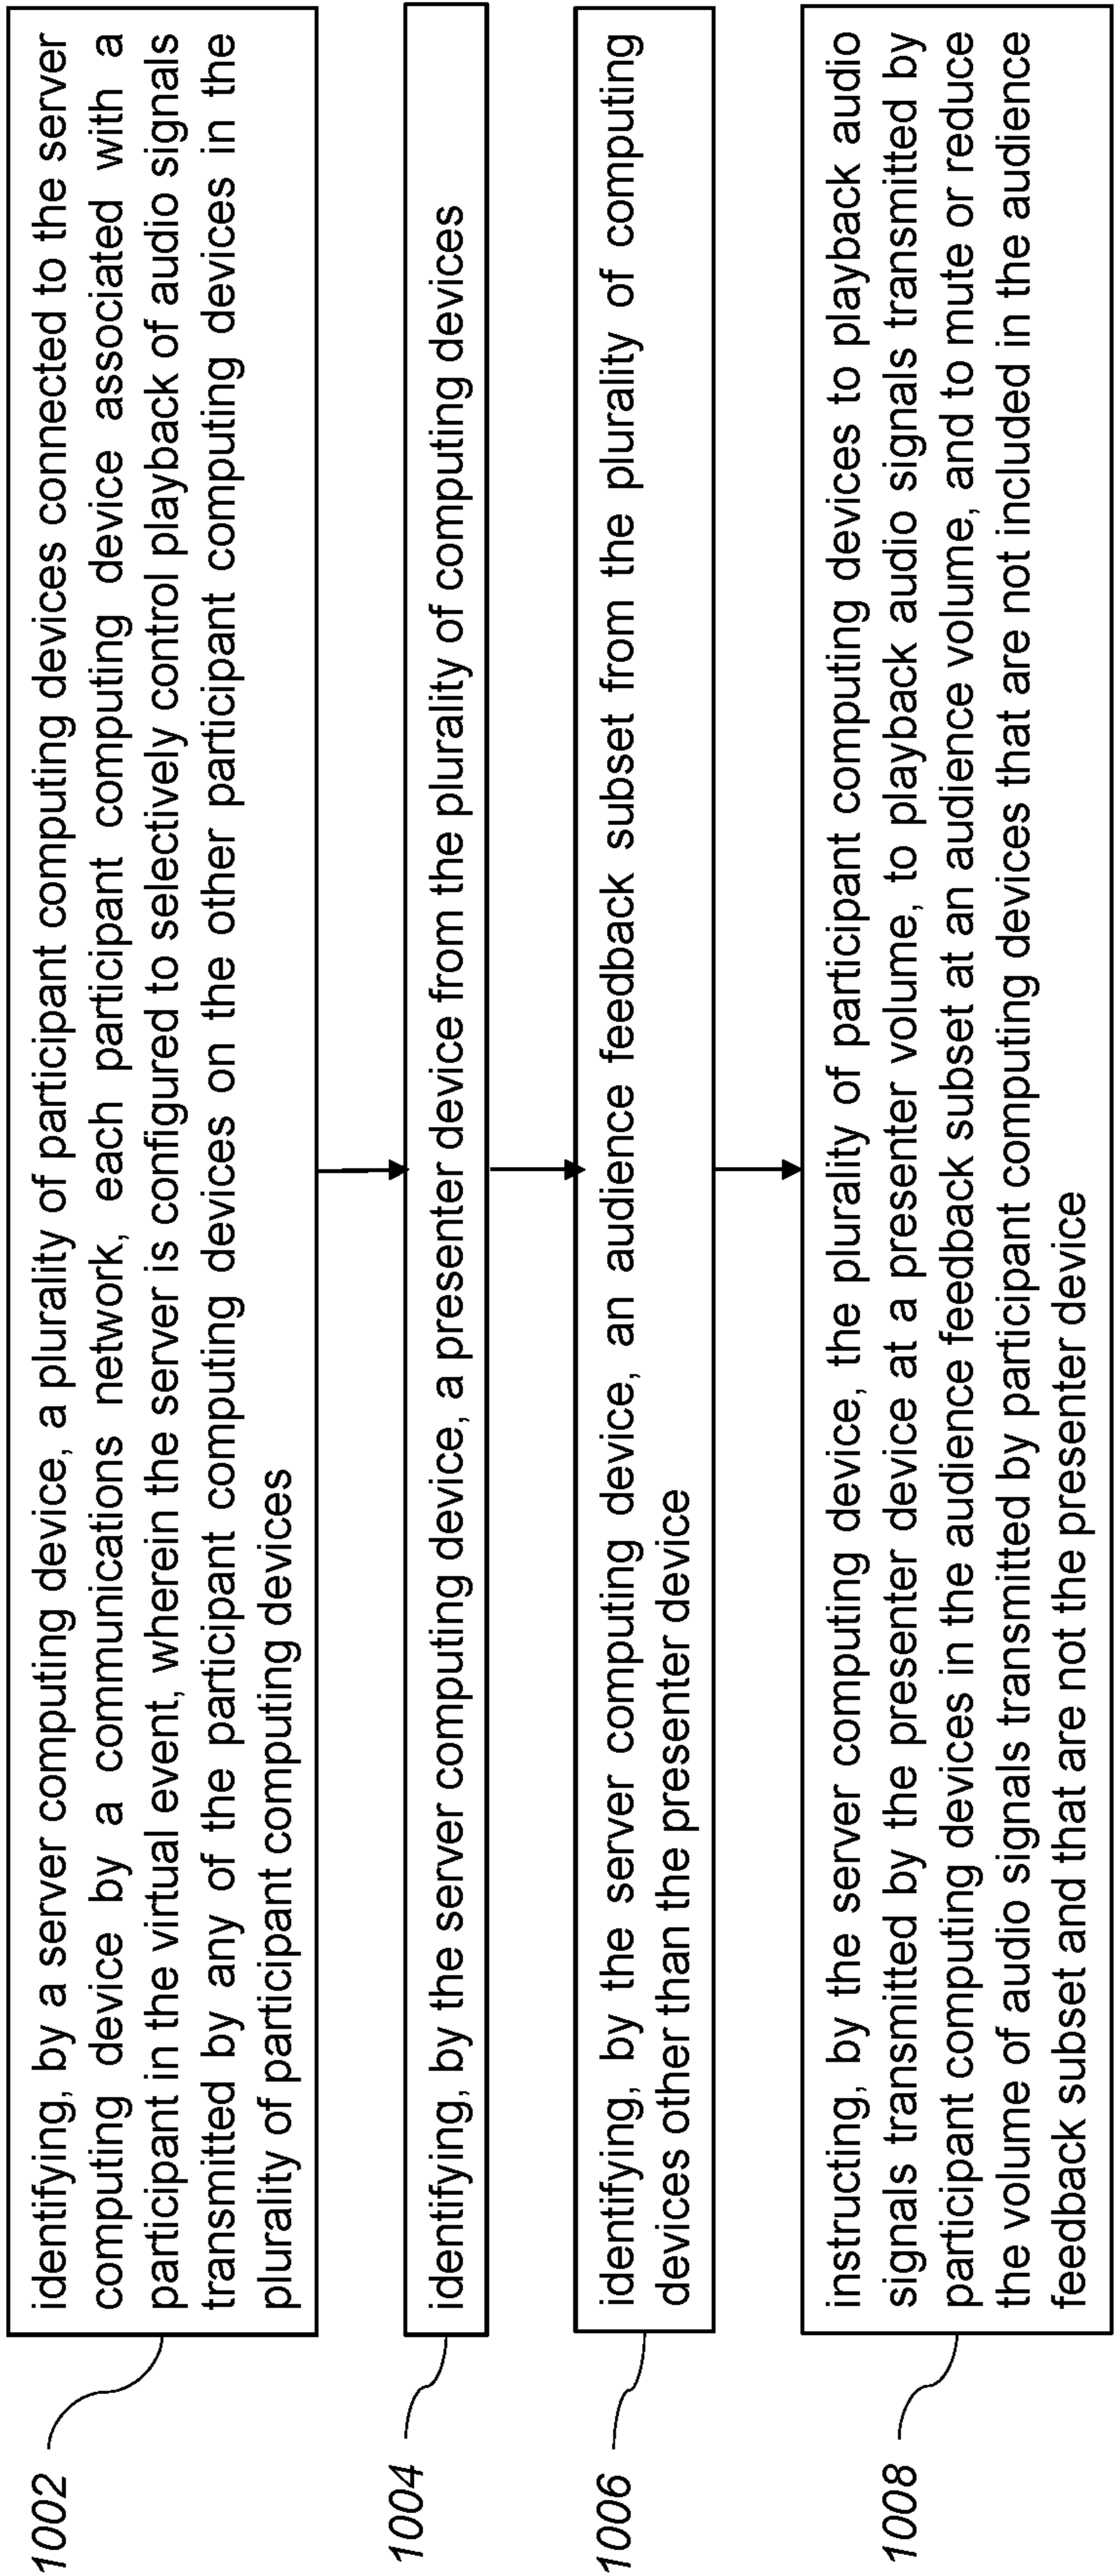 1002
identifying, by a server computing device, a plurality of participant computing devices connected to the server
computing device by a communications network, each participant computing device associated with a
participant in the virtual event, wherein the server is configured to selectively control playback of audio signals
transmitted by any of the participant computing devices on the other participant computing devices in the
plurality of participant computing devices
1004
identifying, by the server computing device, a presenter device from the plurality of computing devices
1006
identifying, by the server computing device, an audience feedback subset from the plurality of computing
devices other than the presenter device
1008
instructing, by the server computing device, the plurality of participant computing devices to playback audio
signals transmitted by the presenter device at a presenter volume, to playback audio signals transmitted by
participant computing devices in the audience feedback subset at an audience volume, and to mute or reduce
the volume of audio signals transmitted by participant computing devices that are not included in the audience
feedback subset and that are not the presenter device